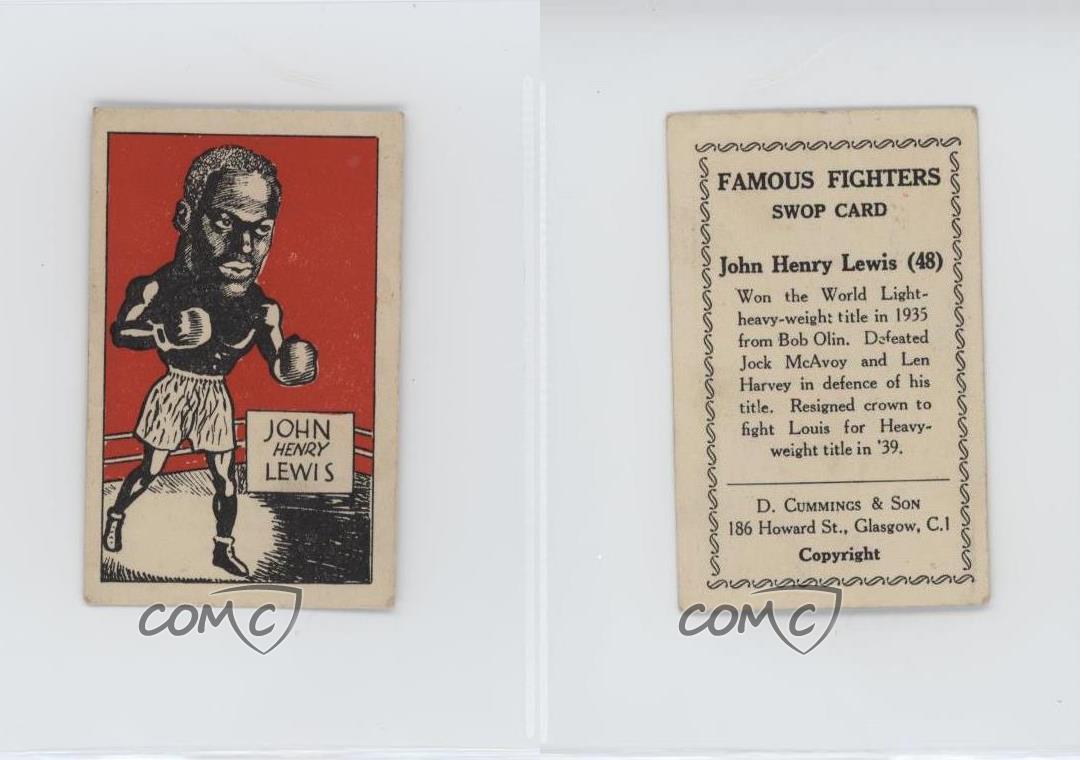 JOHN
HENRY
LEWIS
COMC
FAMOUS FIGHTERS
SWOP CARD
John Henry Lewis (48)
Won the World Light-
heavy-weight title in 1935
from Bob Olin. Defeated
Jock McAvoy and Len
Harvey in defence of his
title. Resigned crown to
fight Louis for Heavy-
weight title in '39.
D. CUMMINGS & SON
186 Howard St., Glasgow, C.1
Copyright
COMC